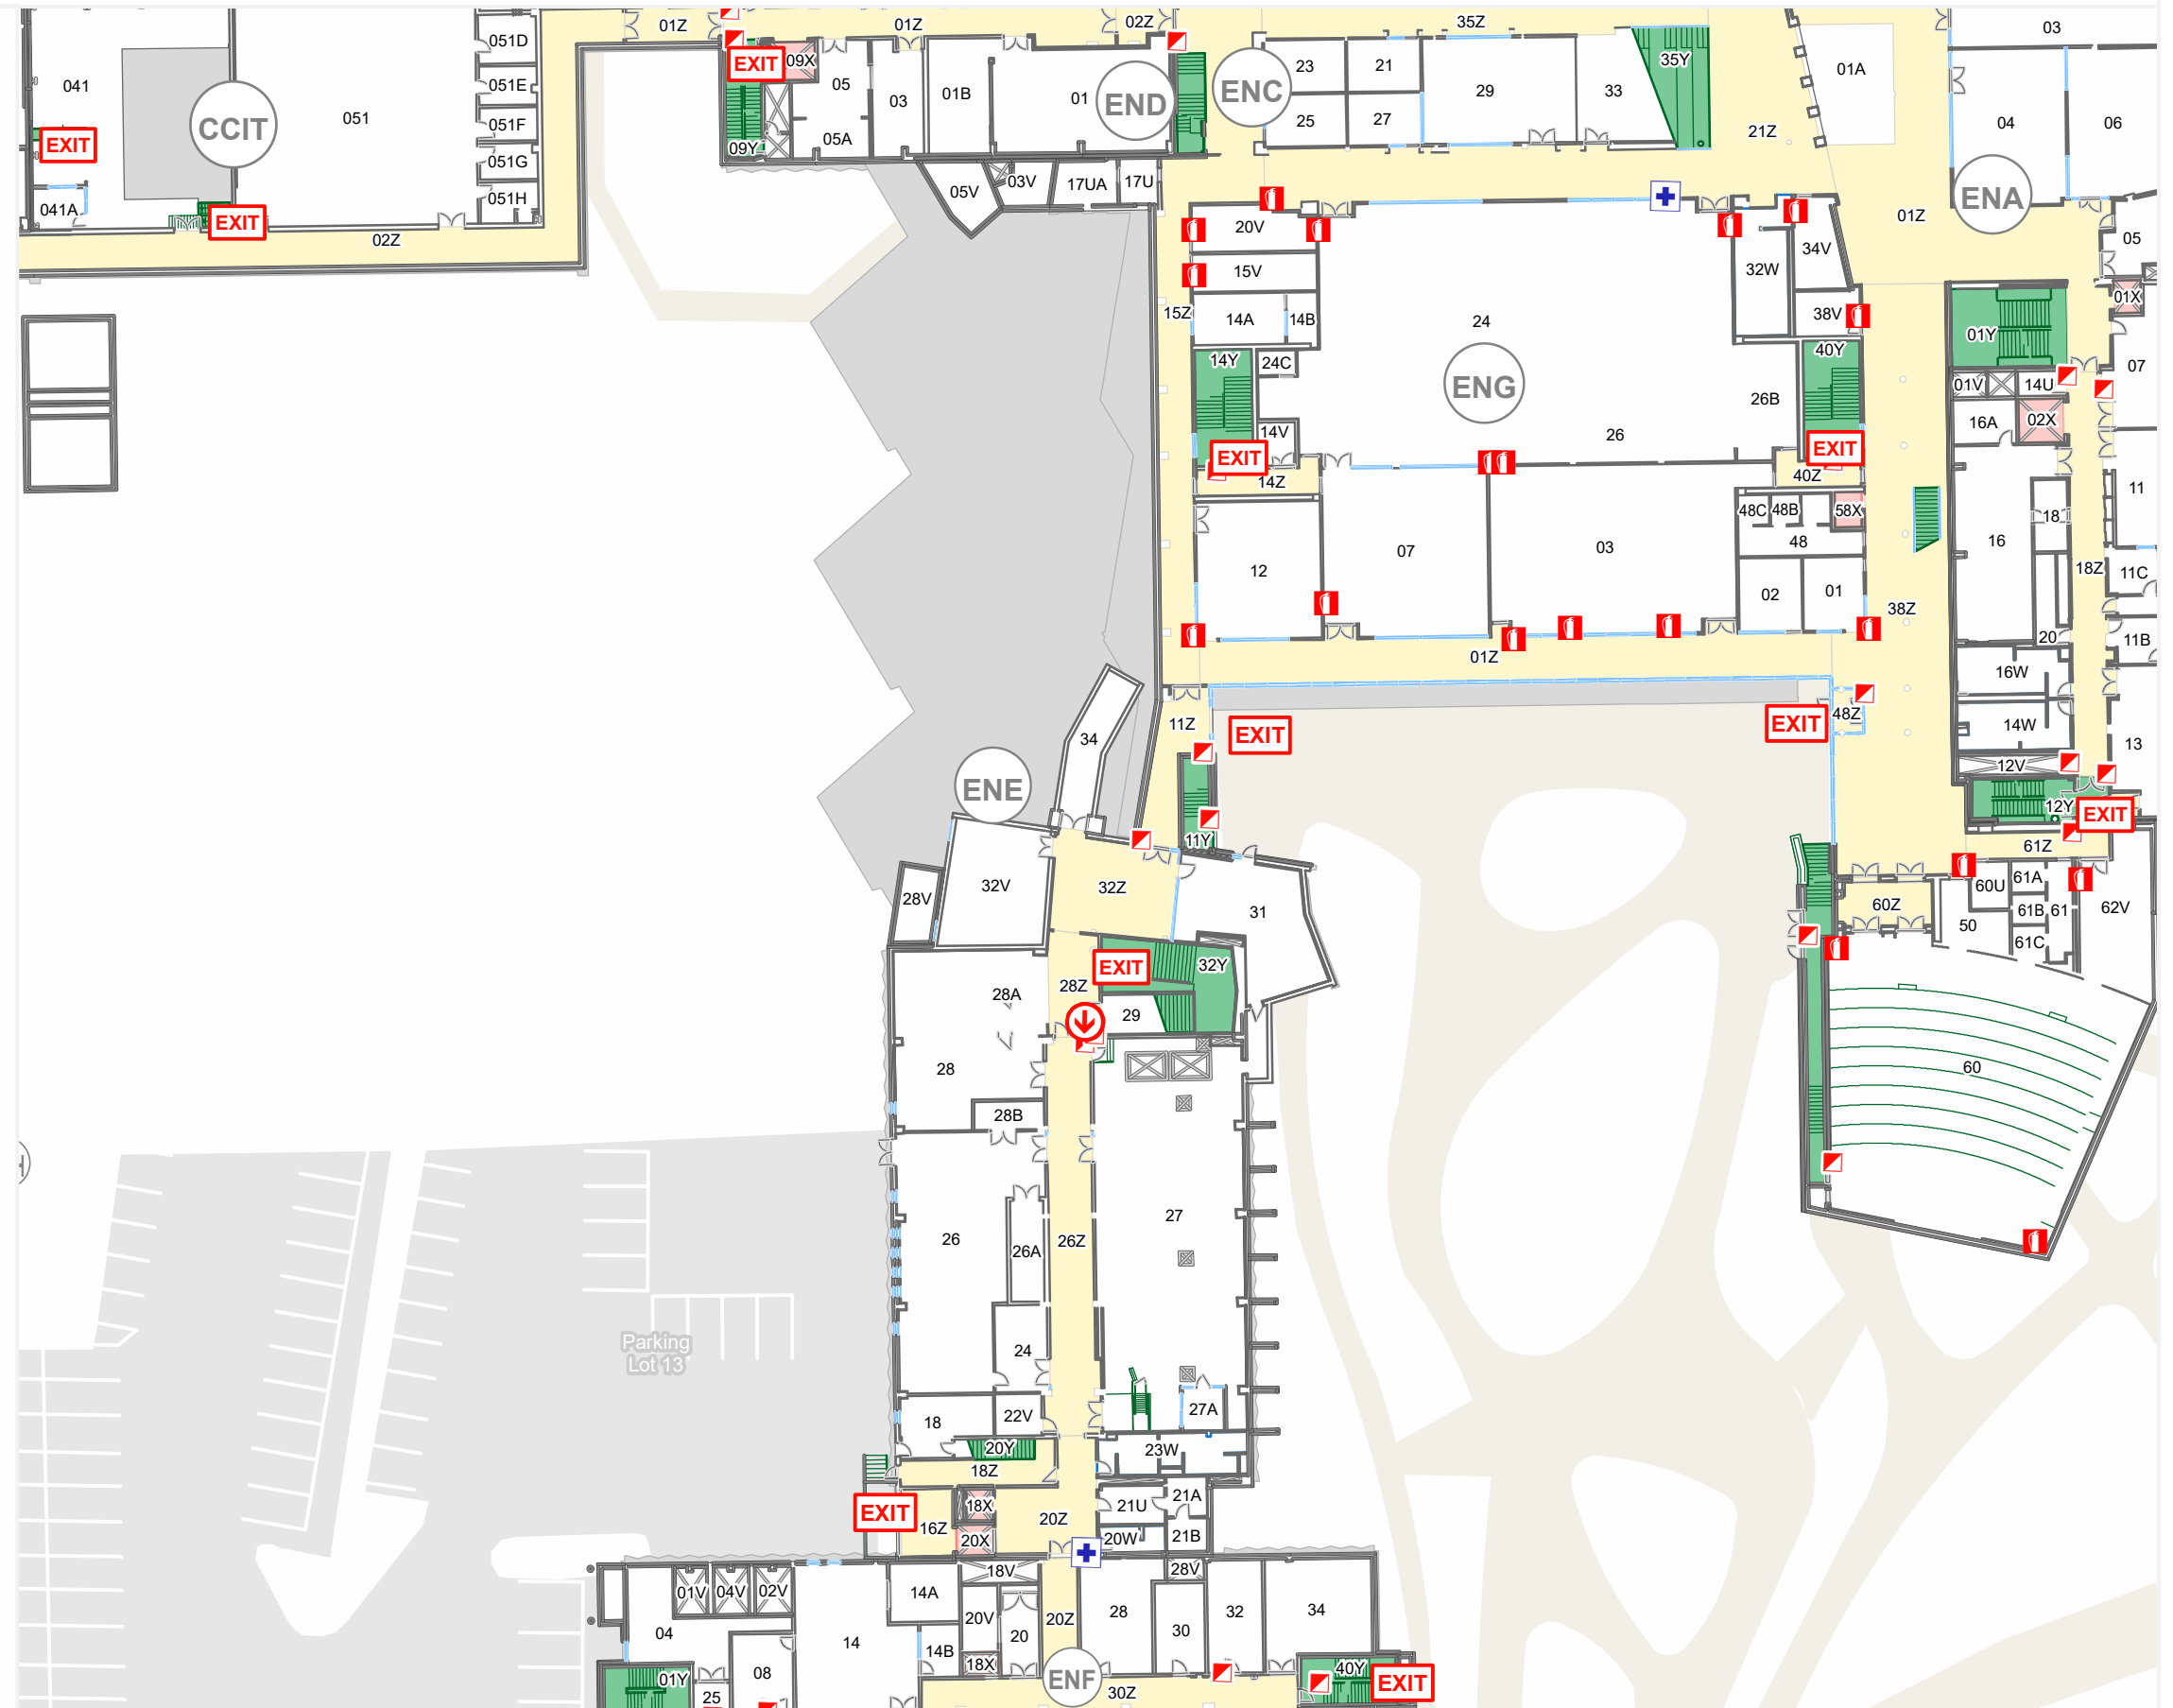 01Z
01Z
02Z
35Z
03
051D
041
EXIT
09X
05
23
21
35Y
01A
051E
01B
END
ENC
29
33
03
01
CCIT
051
051F
25
27
21Z
04
06
EXIT
05A
09Y
051G
05V
03V
17UA
17U
051H
ENA
041A
EXIT
02Z
01Z
20V
34V
05
15V
32W
01X
15Z
14A
14B
24
38V
01Y
14Y
24C
40Y
07
ENG
01V
14U
26B
16A
02X
14V
26
EXIT
EXIT
14Z
40Z
11
48C
48B
58X
18
12
07
03
48
16
18Z
11C
02
01
38Z
20
11B
01Z
16W
34
11Z
EXIT
EXIT
48Z
14W
13
12V
ENE
12Y
EXIT
11Y
61Z
32V
32Z
28V
31
60U
61A
60Z
61B
61
62V
50
61C
EXIT
32Y
28Z
28A
29
28
60
28B
27
26
26A
26Z
24
Parking
Lot 13
27A
18
22V
20Y
23W
18Z
18X
21U
21A
EXIT
16Z
20Z
20X
20W
21B
18V
28V
01V
04V
02V
14A
20V
20Z
28
32
34
04
20
30
14
14B
18X
08
01Y
ENF
40Y
EXIT
25
30Z